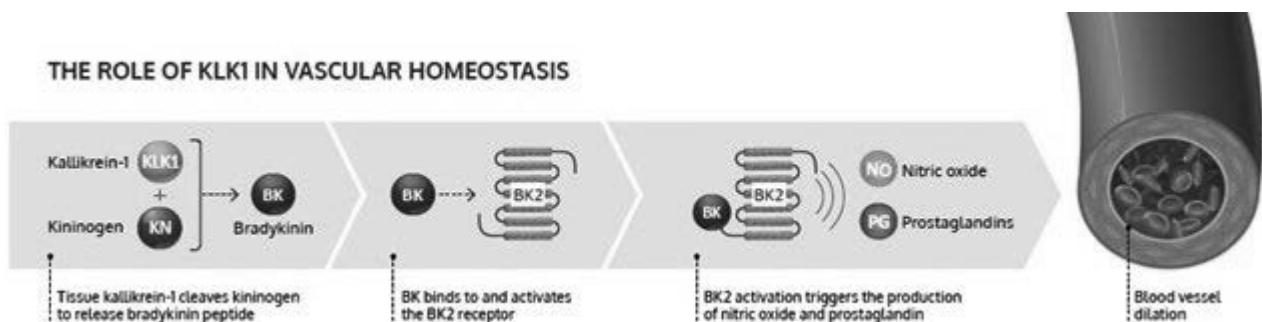 THE ROLE OF KLK1 IN VASCULAR HOMEOSTASIS
Kallikrein-1
KLK1
+
Kininogen
KN
BK
Bradykinin
Tissue kallikrein-1 cleaves kininogen
to release bradykinin peptide
BK
BK2
BK binds to and activates
the BK2 receptor
BK
BK2
NO Nitric oxide
PG Prostaglandins
BK2 activation triggers the production
of nitric oxide and prostaglandin
Blood vessel
dilation